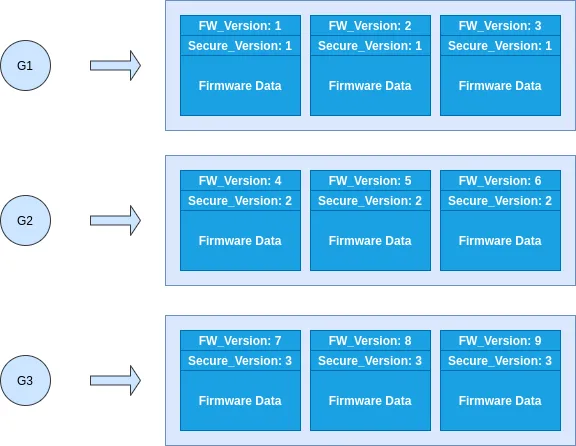 FW_Version: 1 FW_Version: 2 FW_Version: 3
Secure_Version: 1 Secure_Version: 1 Secure_Version: 1
G1
Firmware Data Firmware Data Firmware Data
FW_Version: 4 FW_Version: 5 FW_Version: 6
Secure_Version: 2 Secure_Version: 2 Secure_Version: 2
G2
Firmware Data Firmware Data Firmware Data
FW_Version: 7 FW_Version: 8 FW_Version: 9
Secure_Version: 3 Secure_Version: 3 Secure_Version: 3
G3
Firmware Data Firmware Data Firmware Data